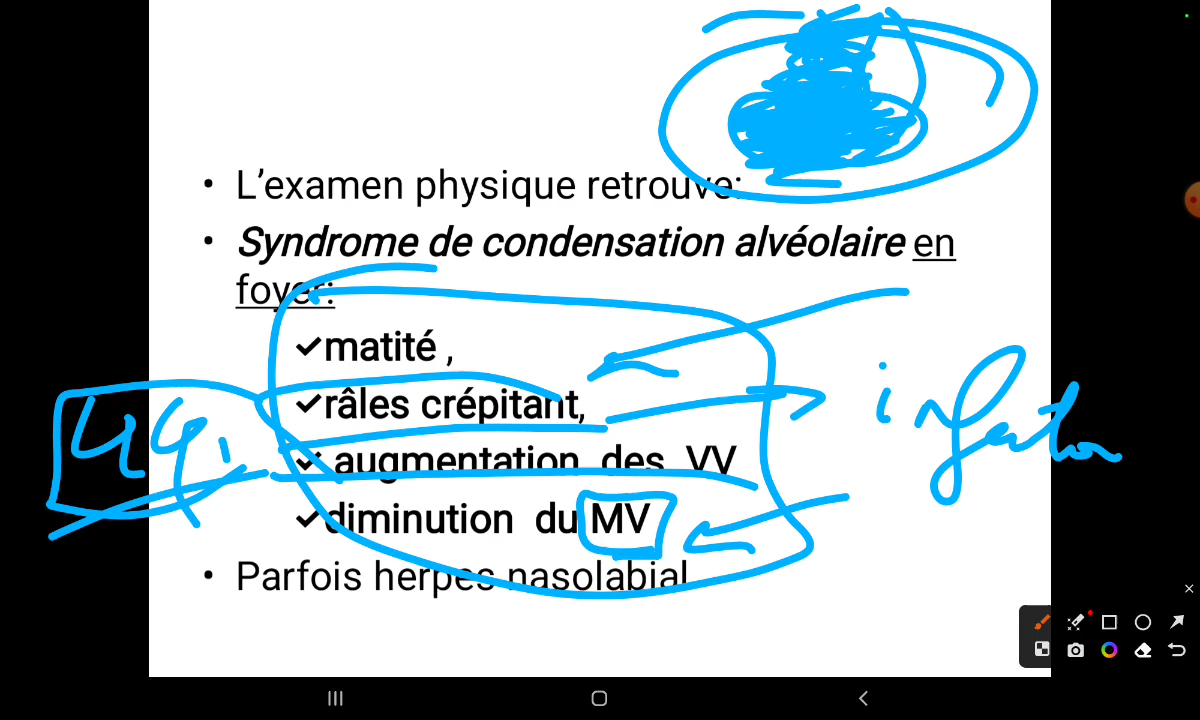 • L’examen physique retrouve:
• Syndrome de condensation alvéolaire en
foyer:
✓matité ,
✓râles crépitant,
✓ augmentation des VV
✓diminution du MV
• Parfois herpes nasolabial
infection